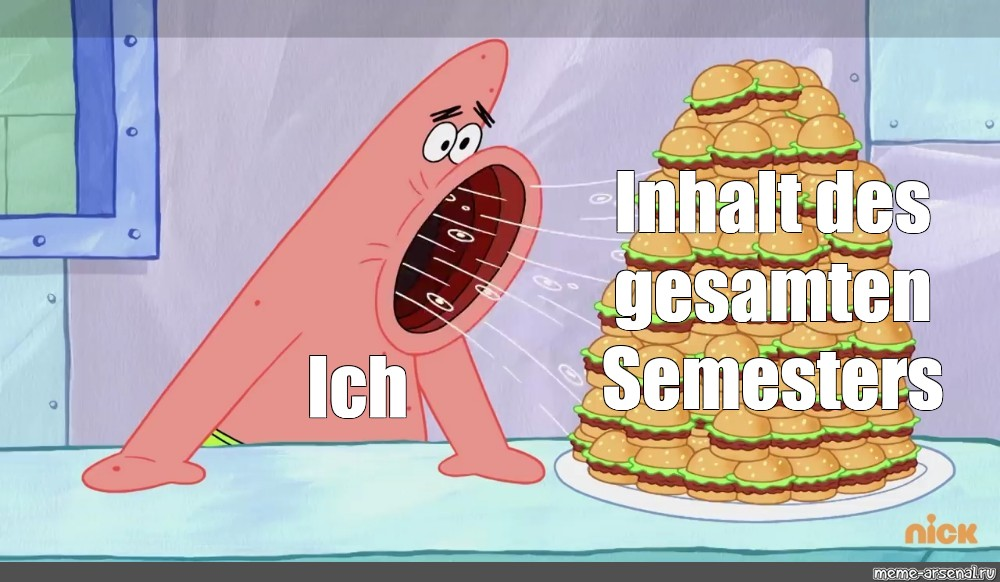 Inhalt des
gesamten
Semesters
Ich
nick
meme-arsenal.ru